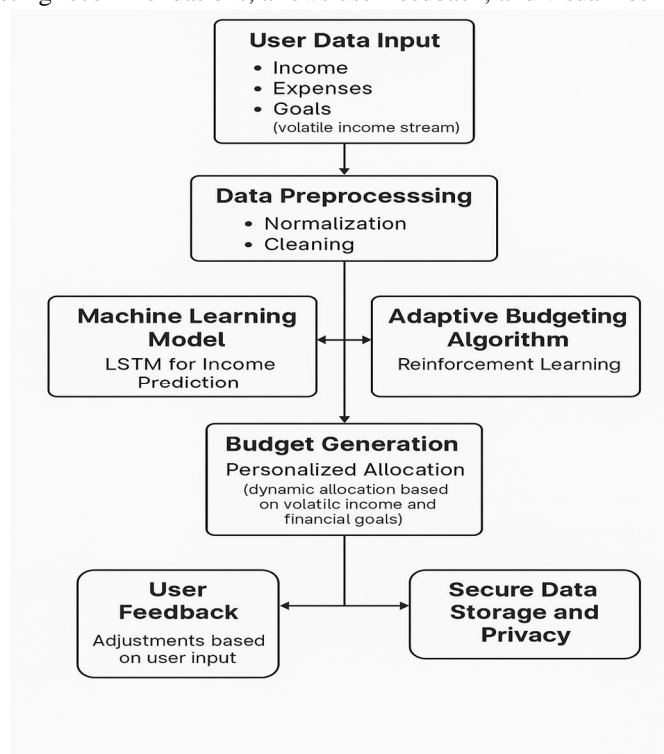 User Data Input
• Income
• Expenses
• Goals
(volatile income stream)
Data Preprocesssing
• Normalization
• Cleaning
Machine Learning
Model
LSTM for Income
Prediction
Adaptive Budgeting
Algorithm
Reinforcement Learning
Budget Generation
Personalized Allocation
(dynamic allocation based
on volatilc income and
financial goals)
User
Feedback
Adjustments based
on user input
Secure Data
Storage and
Privacy